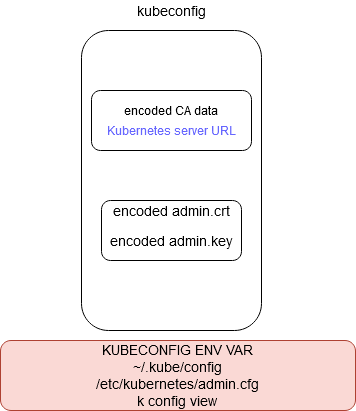 kubeconfig
encoded CA data
Kubernetes server URL
encoded admin.crt
encoded admin.key
KUBECONFIG ENV VAR
~/.kube/config
/etc/kubernetes/admin.cfg
k config view